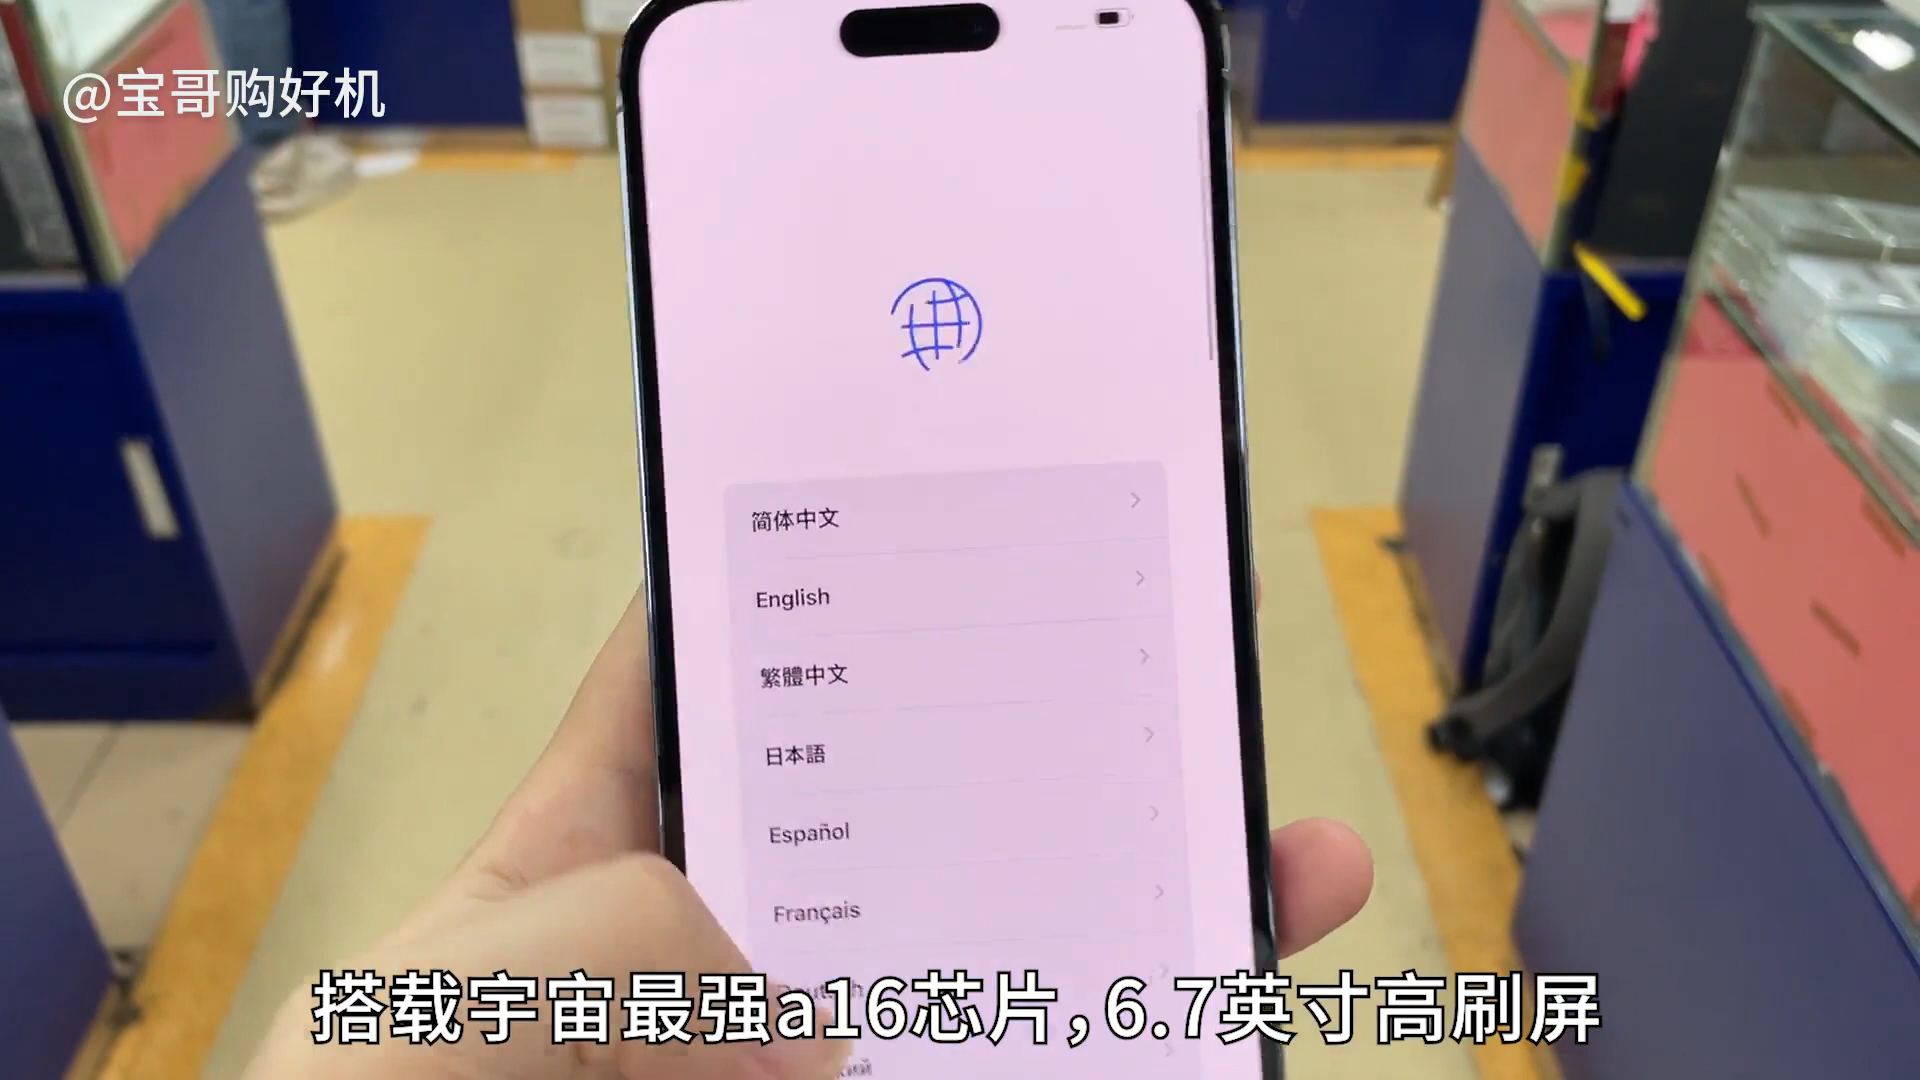 @宝哥购好机
简体中文
English
繁體中文
日本語
Español
Français
Deutsch
搭载宇宙最强a16芯片,6.7英寸高刷屏